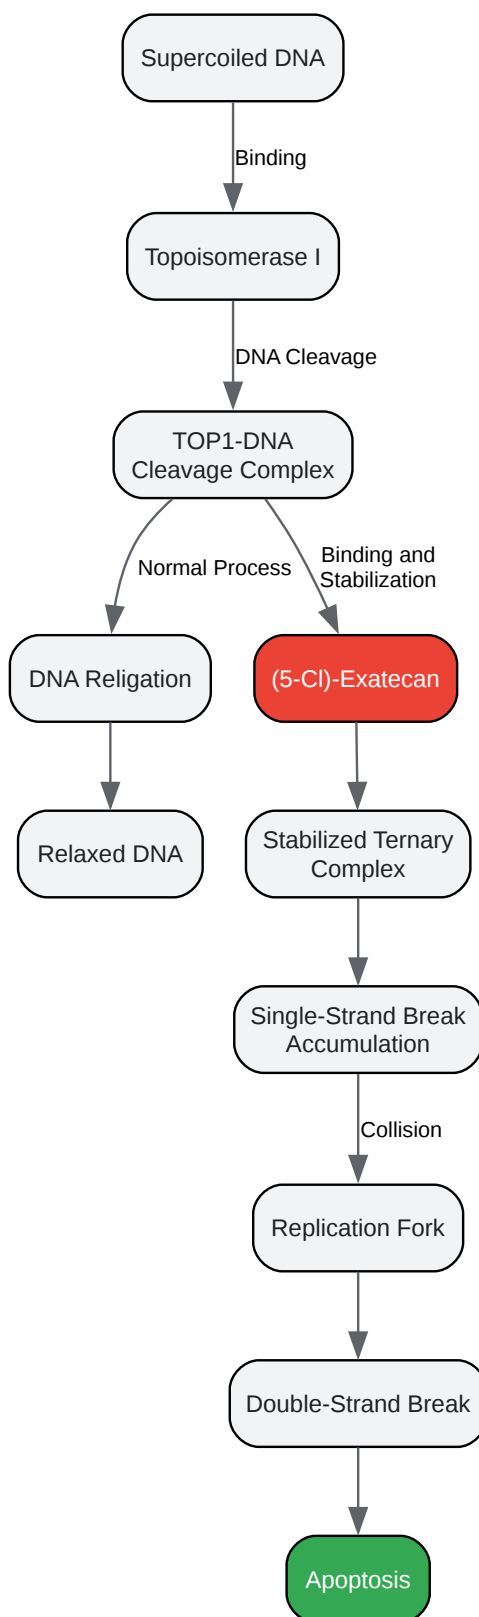 Supercoiled DNA
Binding
Topoisomerase I
DNA Cleavage
TOP1-DNA
Cleavage Complex
Normal Process
Binding and
Stabilization
DNA Religation
(5-Cl)-Exatecan
Relaxed DNA
Stabilized Ternary
Complex
Single-Strand Break
Accumulation
Collision
Replication Fork
Double-Strand Break
Apoptosis